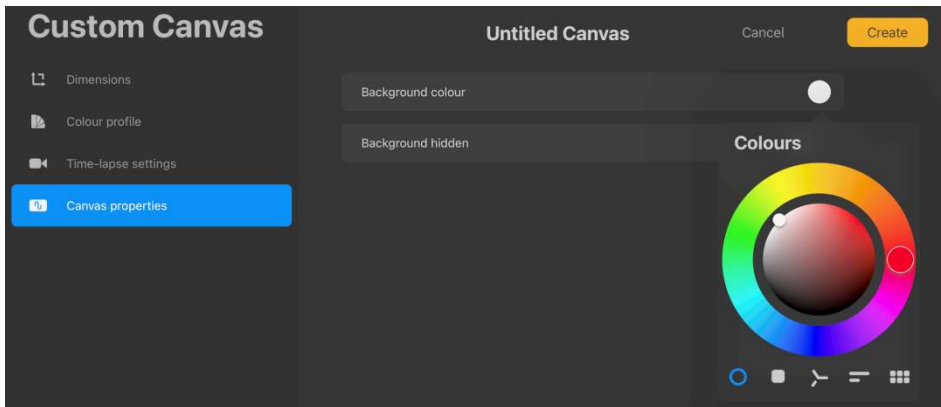 Custom Canvas
Untitled Canvas
Cancel
Create
Dimensions
Colour profile
Time-lapse settings
Canvas properties
Background colour
Background hidden
Colours